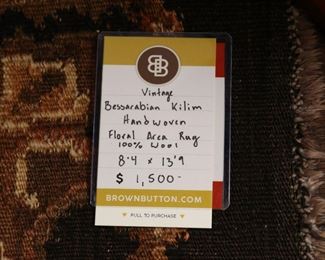 BB
Vintage
Bessarabian Kilim
Handwoven
Floral Area Rug
100% Wool
8'4 x 13'9
$ 1,500-
BROWNBUTTON.COM
▼ PULL TO PURCHASE ▼